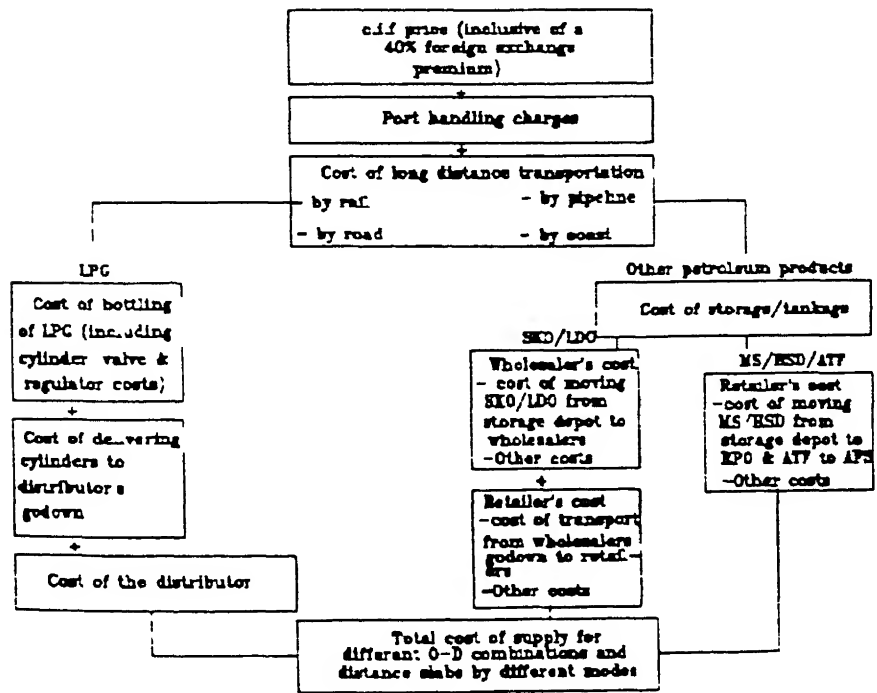 c.i.f price (inclusive of a
40% foreign exchange
premium)
+
Port handling charges
+
Cost of long distance transportation
- by rail
- by pipeline
- by road
- by coast
LPG
Cost of bottling
of LPG (including
cylinder valve &
regulator costs)
+
Cost of delivering
cylinders to
distributors
godown
+
Cost of the distributor
Other petroleum products
Cost of storage/tankage
SKO/LDO
Wholesaler's cost
- cost of moving
SKO/LDO from
storage depot to
wholesalers
-Other costs
+
Retailer's cost
-cost of transport
from wholesalers
godown to retail-
ers
-Other costs
MS/HSD/ATF
Retailer's cost
-cost of moving
MS/HSD from
storage depot to
RPO & ATF to AFS
-Other costs
Total cost of supply for
different O-D combinations and
distance slabs by different modes